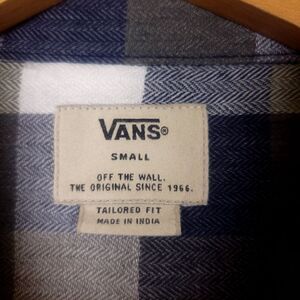 VANS®
SMALL
OFF THE WALL.
THE ORIGINAL SINCE 1966.
TAILORED FIT
MADE IN INDIA